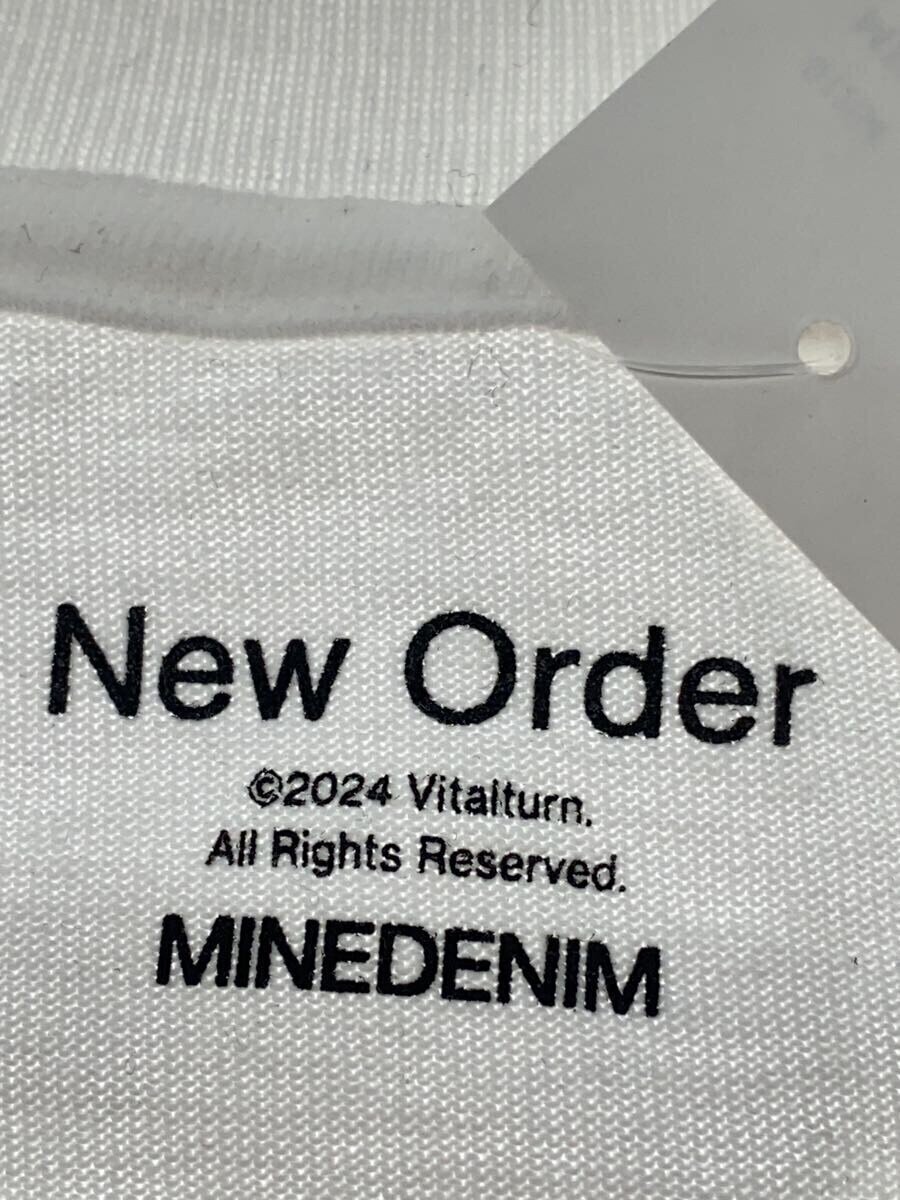 New Order
©2024 Vitalturn.
All Rights Reserved.
MINEDENIM